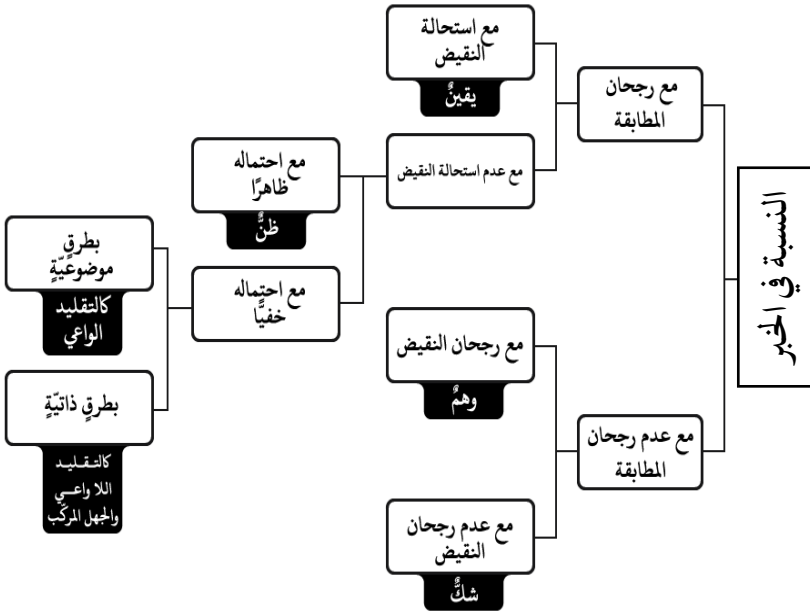 النسبة في الخبر
مع رجحان
المطابقة
مع استحالة
النقيض
يقينٌ
مع عدم استحالة النقيض
مع احتماله
ظاهرًا
ظنٌّ
مع احتماله
خفيًّا
بطرقٍ
موضوعيّةٍ
كالتقليد
الواعي
بطرقٍ ذاتيّةٍ
كالتقليد
اللا واعي
والجهل المركّب
مع عدم رجحان
المطابقة
مع رجحان النقيض
وهمٌ
مع عدم رجحان
النقيض
شكٌّ